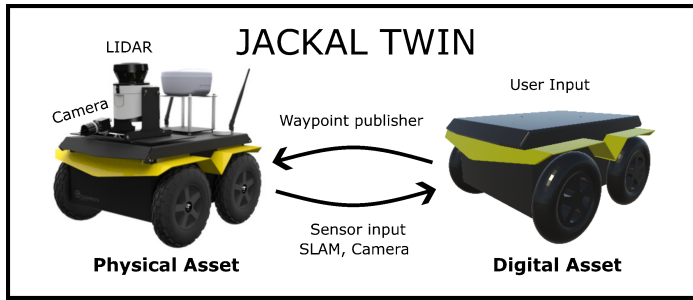 JACKAL TWIN
LIDAR
Camera
User Input
Waypoint publisher
Sensor input
SLAM, Camera
Physical Asset
Digital Asset